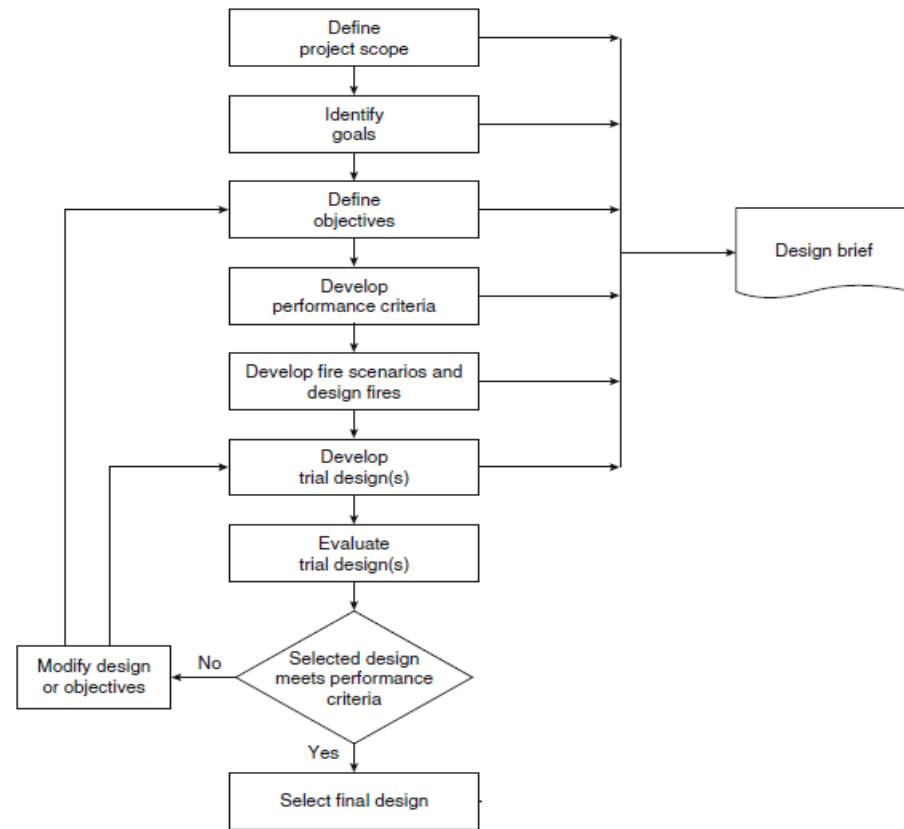 Define
project scope
Identify
goals
Define
objectives
Design brief
Develop
performance criteria
Develop fire scenarios and
design fires
Develop
trial design(s)
Evaluate
trial design(s)
Modify design
or objectives
No
Selected design
meets performance
criteria
Yes
Select final design